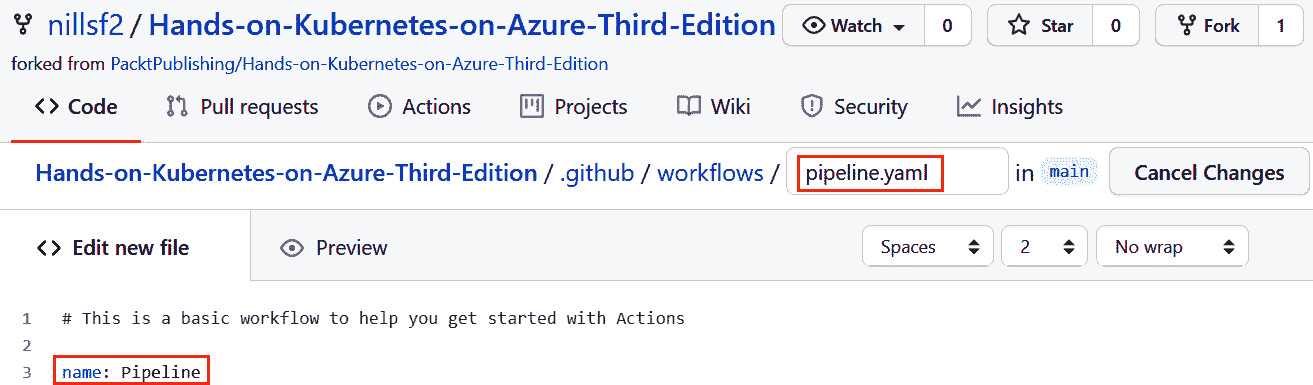 nillsf2 / Hands-on-Kubernetes-on-Azure-Third-Edition Watch 0 Star 0 Fork 1
forked from PacktPublishing/Hands-on-Kubernetes-on-Azure-Third-Edition
Code Pull requests Actions Projects Wiki Security Insights
Hands-on-Kubernetes-on-Azure-Third-Edition / .github / workflows / pipeline.yaml in main Cancel Changes
<> Edit new file Preview Spaces 2 No wrap
1 # This is a basic workflow to help you get started with Actions
2
3 name: Pipeline